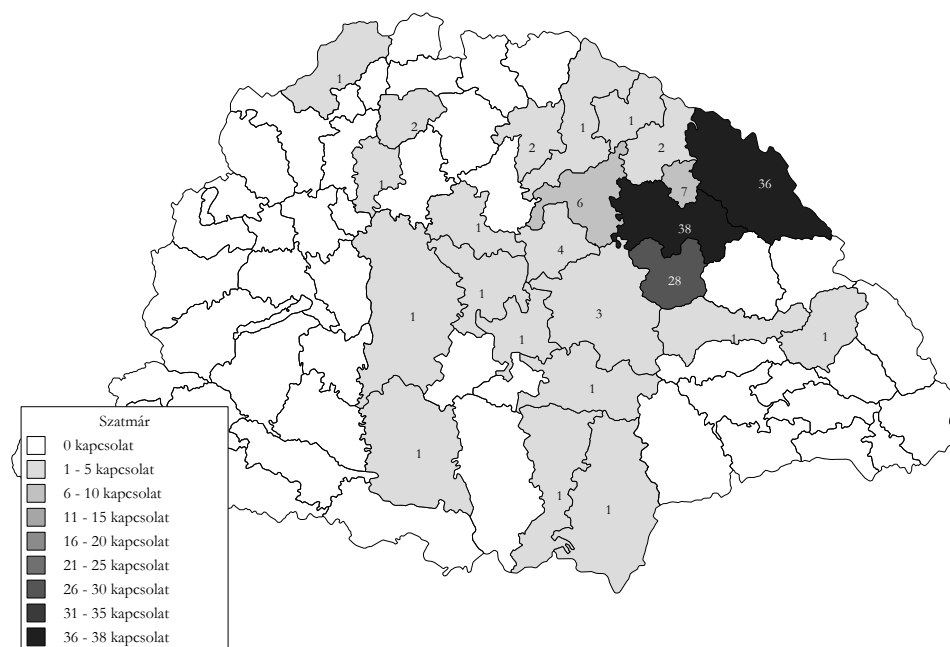 1
2
1
1
1
2
2
7
36
6
38
1
4
28
1
3
1
1
1
1
1
1
1
1
Szatmár
0 kapcsolat
1 - 5 kapcsolat
6 - 10 kapcsolat
11 - 15 kapcsolat
16 - 20 kapcsolat
21 - 25 kapcsolat
26 - 30 kapcsolat
31 - 35 kapcsolat
36 - 38 kapcsolat